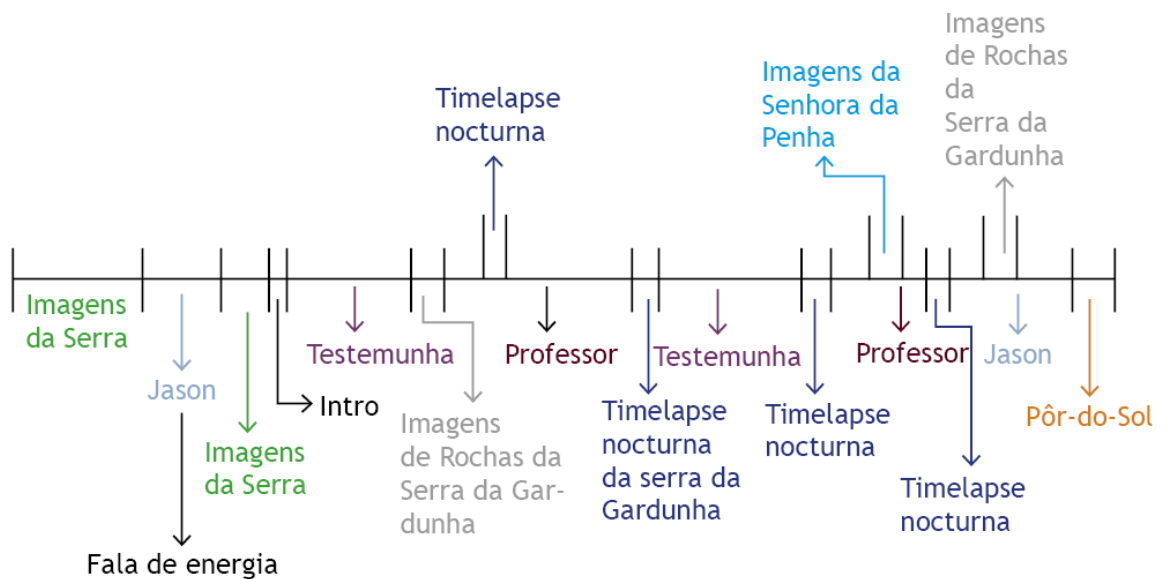 Imagens
de Rochas
da
Serra da
Gardunha
Imagens da
Senhora da
Penha
Timelapse
nocturna
Imagens
da Serra
Jason
Fala de energia
Imagens
da Serra
Intro
Testemunha
Imagens
de Rochas da
Serra da Gar-
dunha
Professor
Timelapse
nocturna
da serra da
Gardunha
Testemunha
Timelapse
nocturna
Professor
Timelapse
nocturna
Jason
Pôr-do-Sol